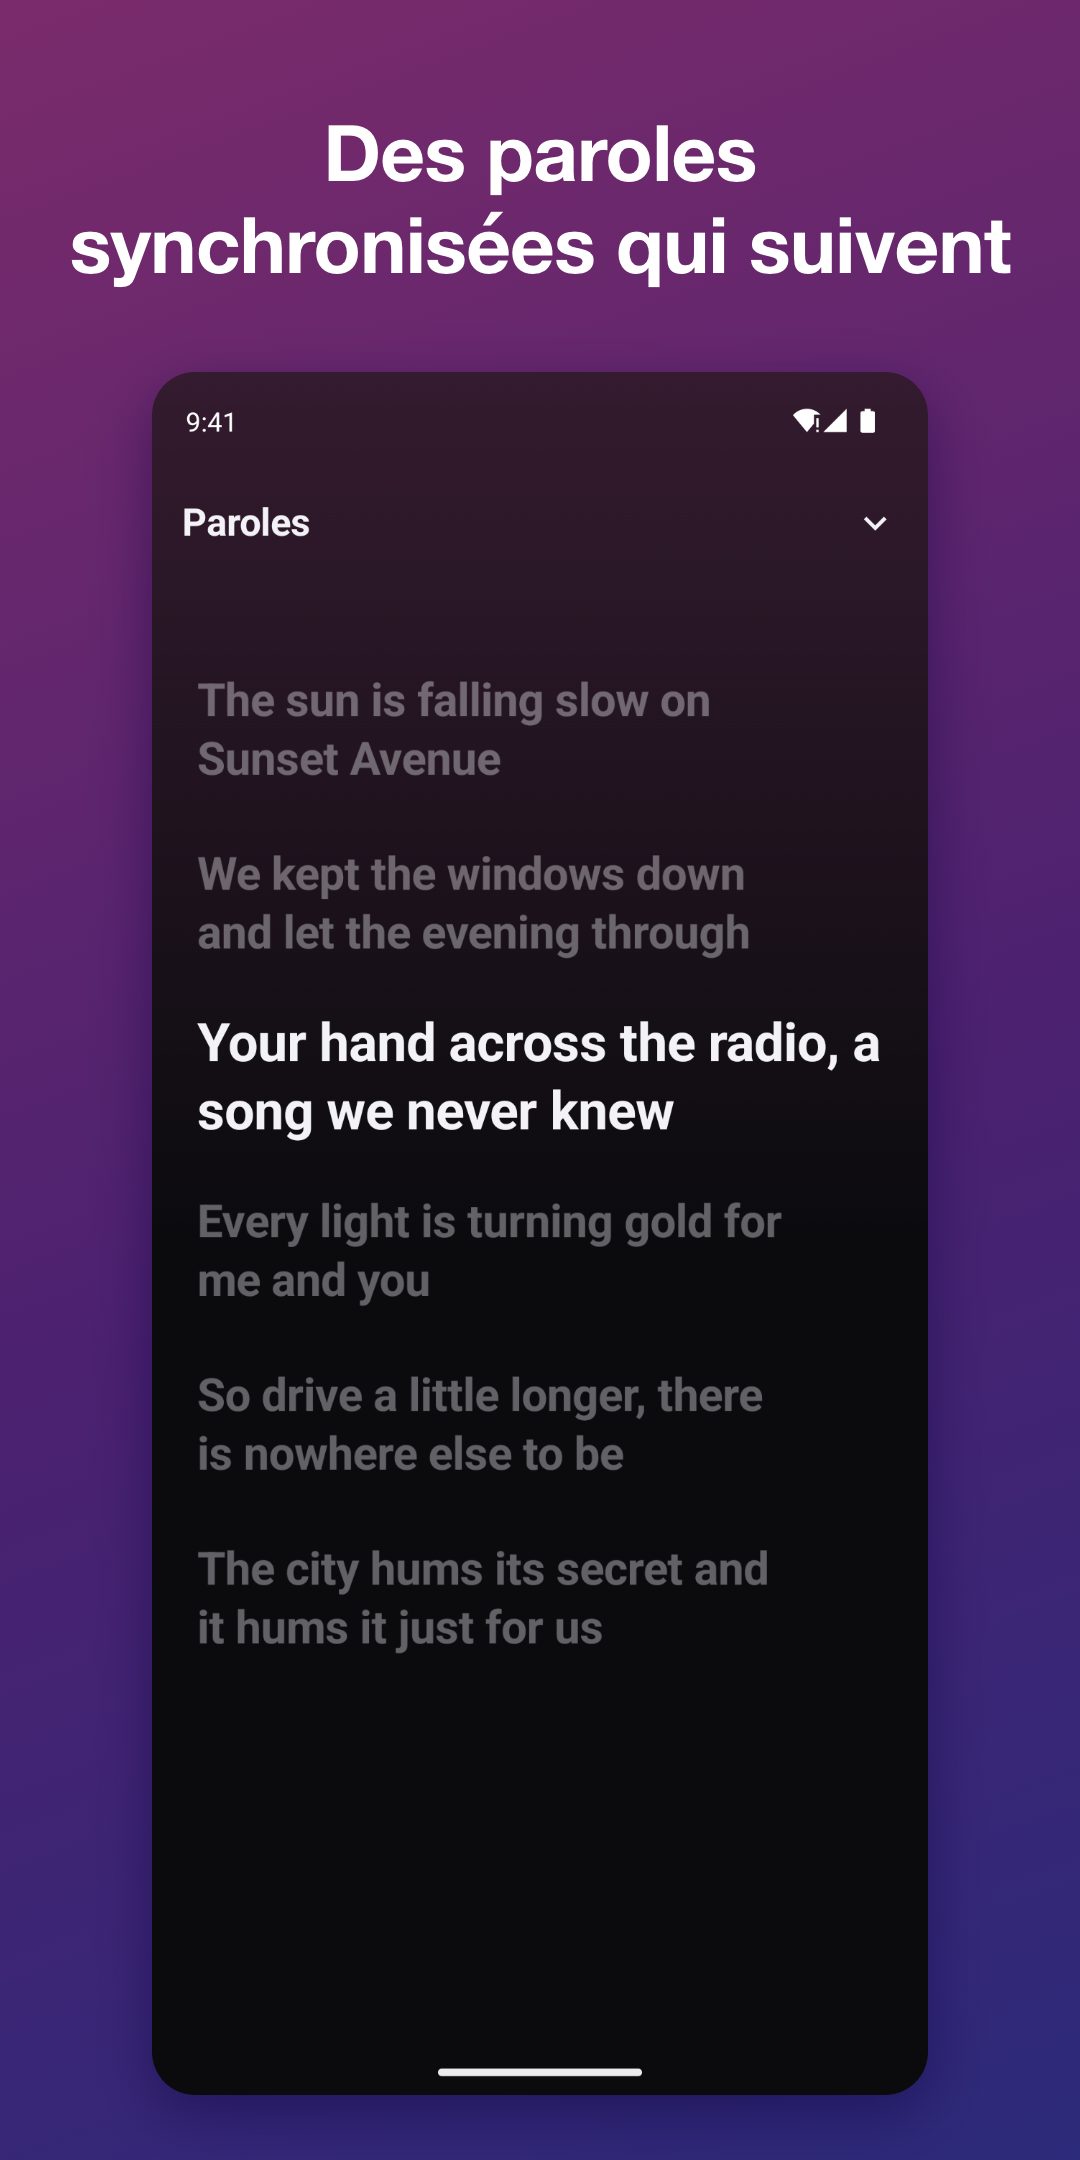 Des paroles
synchronisées qui suivent
9:41
Paroles
The sun is falling slow on
Sunset Avenue
We kept the windows down
and let the evening through
Your hand across the radio, a
song we never knew
Every light is turning gold for
me and you
So drive a little longer, there
is nowhere else to be
The city hums its secret and
it hums it just for us